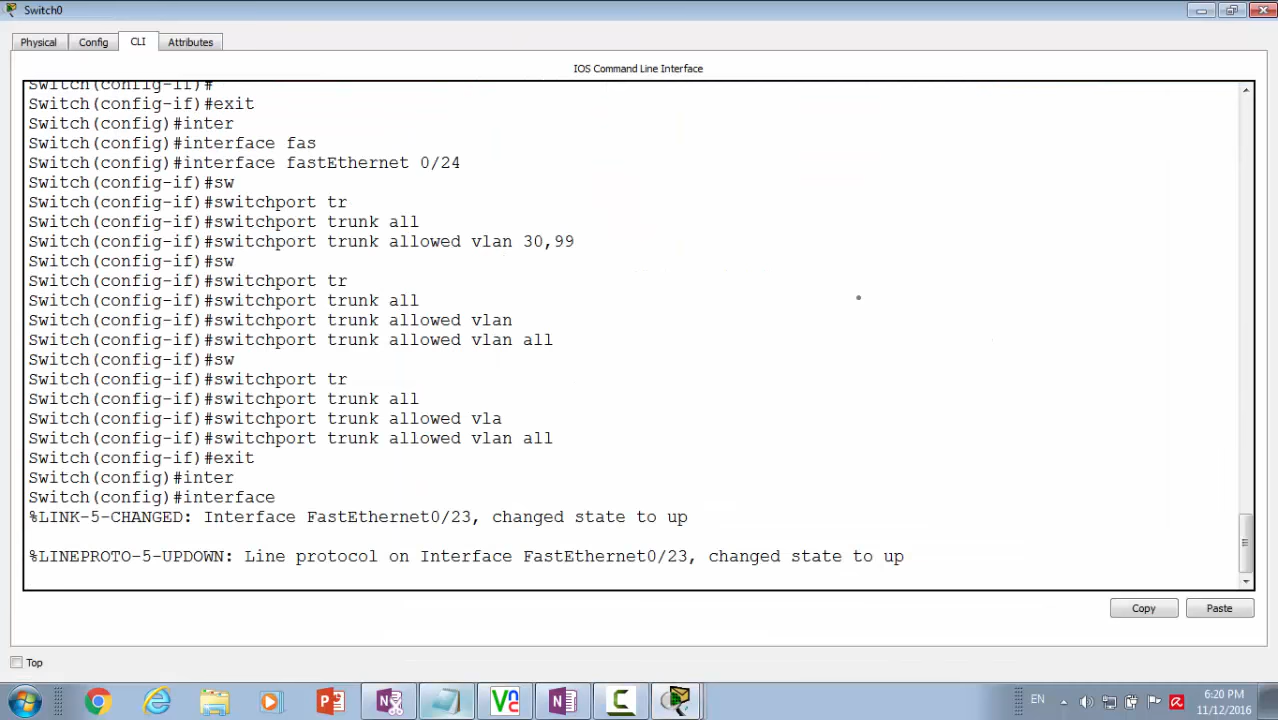 Switch0
Physical Config CLI Attributes
IOS Command Line Interface
Switch(config-if)#
Switch(config-if)#exit
Switch(config)#inter
Switch(config)#interface fas
Switch(config)#interface fastEthernet 0/24
Switch(config-if)#sw
Switch(config-if)#switchport tr
Switch(config-if)#switchport trunk all
Switch(config-if)#switchport trunk allowed vlan 30,99
Switch(config-if)#sw
Switch(config-if)#switchport tr
Switch(config-if)#switchport trunk all
Switch(config-if)#switchport trunk allowed vlan
Switch(config-if)#switchport trunk allowed vlan all
Switch(config-if)#sw
Switch(config-if)#switchport tr
Switch(config-if)#switchport trunk all
Switch(config-if)#switchport trunk allowed vla
Switch(config-if)#switchport trunk allowed vlan all
Switch(config-if)#exit
Switch(config)#inter
Switch(config)#interface
%LINK-5-CHANGED: Interface FastEthernet0/23, changed state to up
%LINEPROTO-5-UPDOWN: Line protocol on Interface FastEthernet0/23, changed state to up
Copy Paste
Top
EN 6:20 PM
11/12/2016